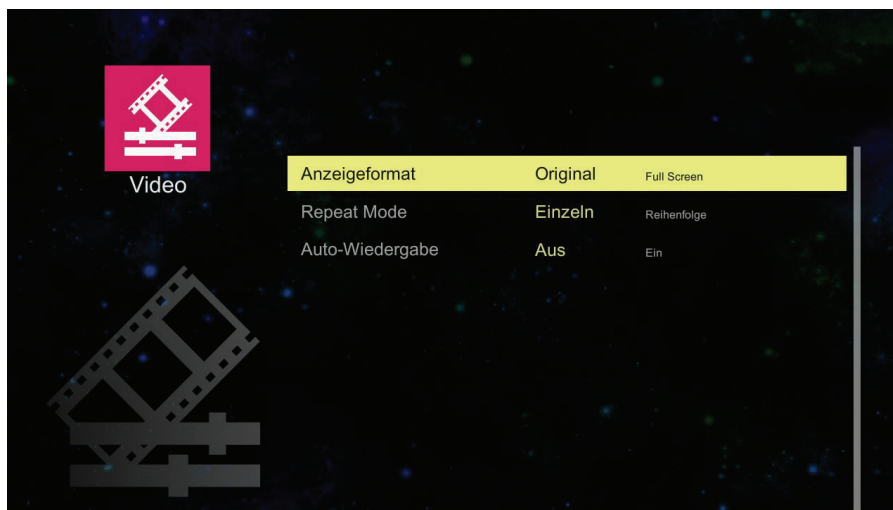 Video
Anzeigeformat Original Full Screen
Repeat Mode Einzeln Reihenfolge
Auto-Wiedergabe Aus Ein